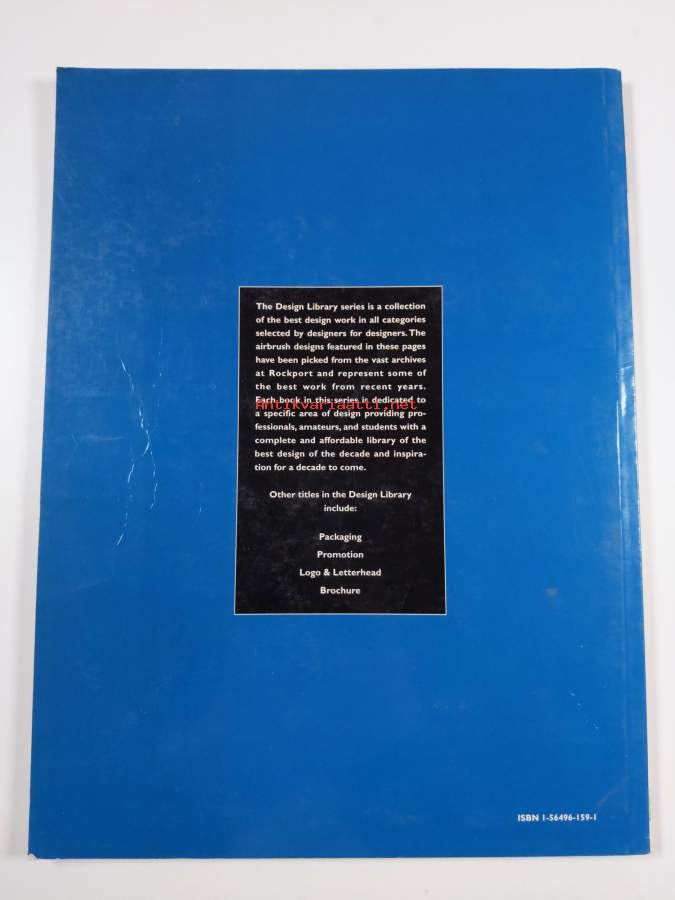 The Design Library series is a collection
of the best design work in all categories
selected by designers for designers. The
airbrush designs featured in these pages
have been picked from the vast archives
at Rockport and represent some of
the best work from recent years.
Each book in this series is dedicated to
Antikvariaatti.net
a specific area of design providing pro-
fessionals, amateurs, and students with a
complete and affordable library of the
best design of the decade and inspira-
tion for a decade to come.
Other titles in the Design Library
include:
Packaging
Promotion
Logo & Letterhead
Brochure
ISBN 1-56496-159-1